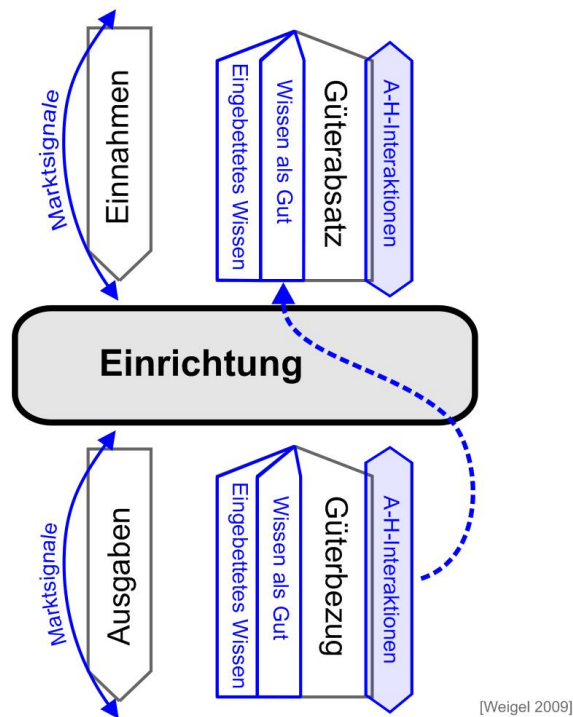 Marktsignale
Einnahmen
Eingebettetes Wissen
Wissen als Gut
Güterabsatz
A-H-Interaktionen
Einrichtung
Marktsignale
Ausgaben
Eingebettetes Wissen
Wissen als Gut
Güterbezug
A-H-Interaktionen
[Weigel 2009]